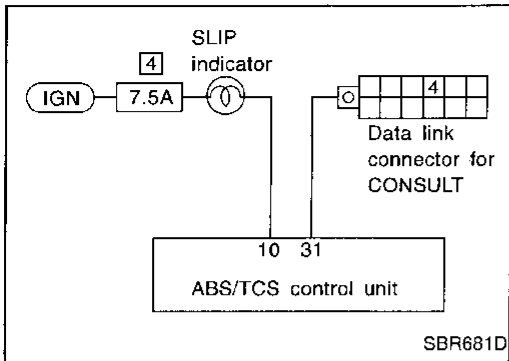 SLIP
indicator
4
IGN
7.5A
4
Data link
connector for
CONSULT
10 31
ABS/TCS control unit
SBR681D